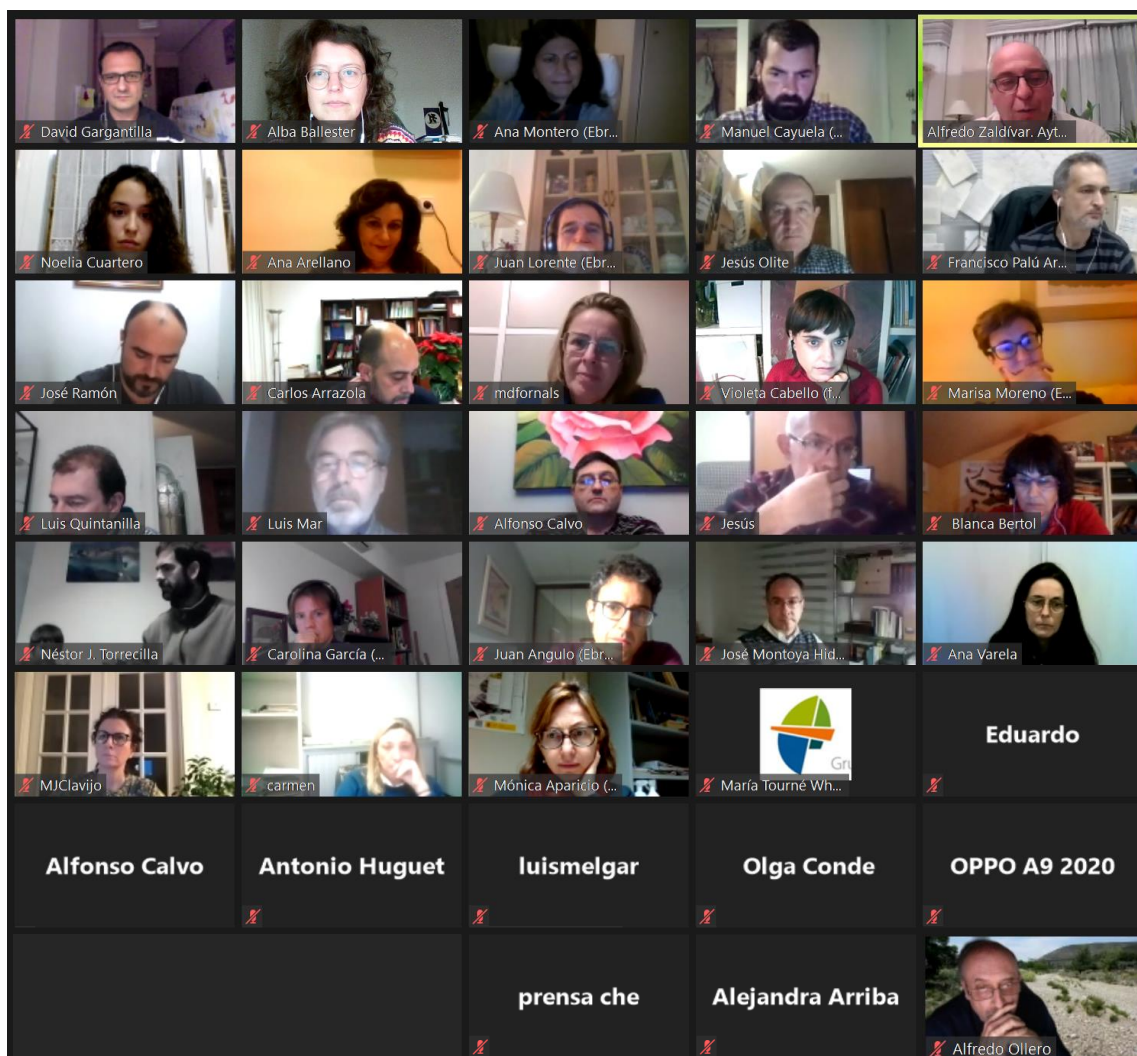 David Gargantilla
Alba Ballester
Ana Montero (Ebr...
Manuel Cayuela (...
Alfredo Zaldívar. Ayt...
Noelia Cuartero
Ana Arellano
Juan Lorente (Ebr...
Jesús Olite
Francisco Palú Ar...
José Ramón
Carlos Arrazola
mdfornals
Violeta Cabello (f...
Marisa Moreno (E...
Luis Quintanilla
Luis Mar
Alfonso Calvo
Jesús
Blanca Bertol
Néstor J. Torrecilla
Carolina García (...
Juan Angulo (Ebr...
José Montoya Hid...
Ana Varela
MJClavijo
carmen
Mónica Aparicio (...
Gru
María Tourné Wh...
Eduardo
Alfonso Calvo
Antonio Huguet
luismelgar
Olga Conde
OPPO A9 2020
prensa che
Alejandra Arriba
Alfredo Ollero